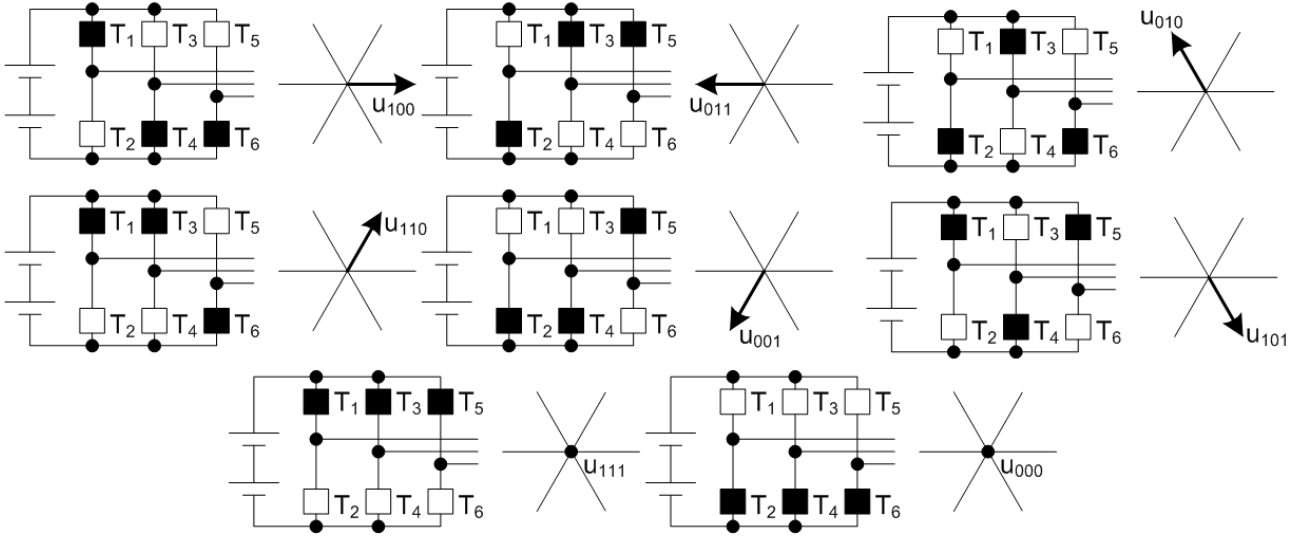 T1 T3 T5
T2 T4 T6
u100
T1 T3 T5
T2 T4 T6
u011
T1 T3 T5
T2 T4 T6
u010
T1 T3 T5
T2 T4 T6
u110
T1 T3 T5
T2 T4 T6
u001
T1 T3 T5
T2 T4 T6
u101
T1 T3 T5
T2 T4 T6
u111
T1 T3 T5
T2 T4 T6
u000